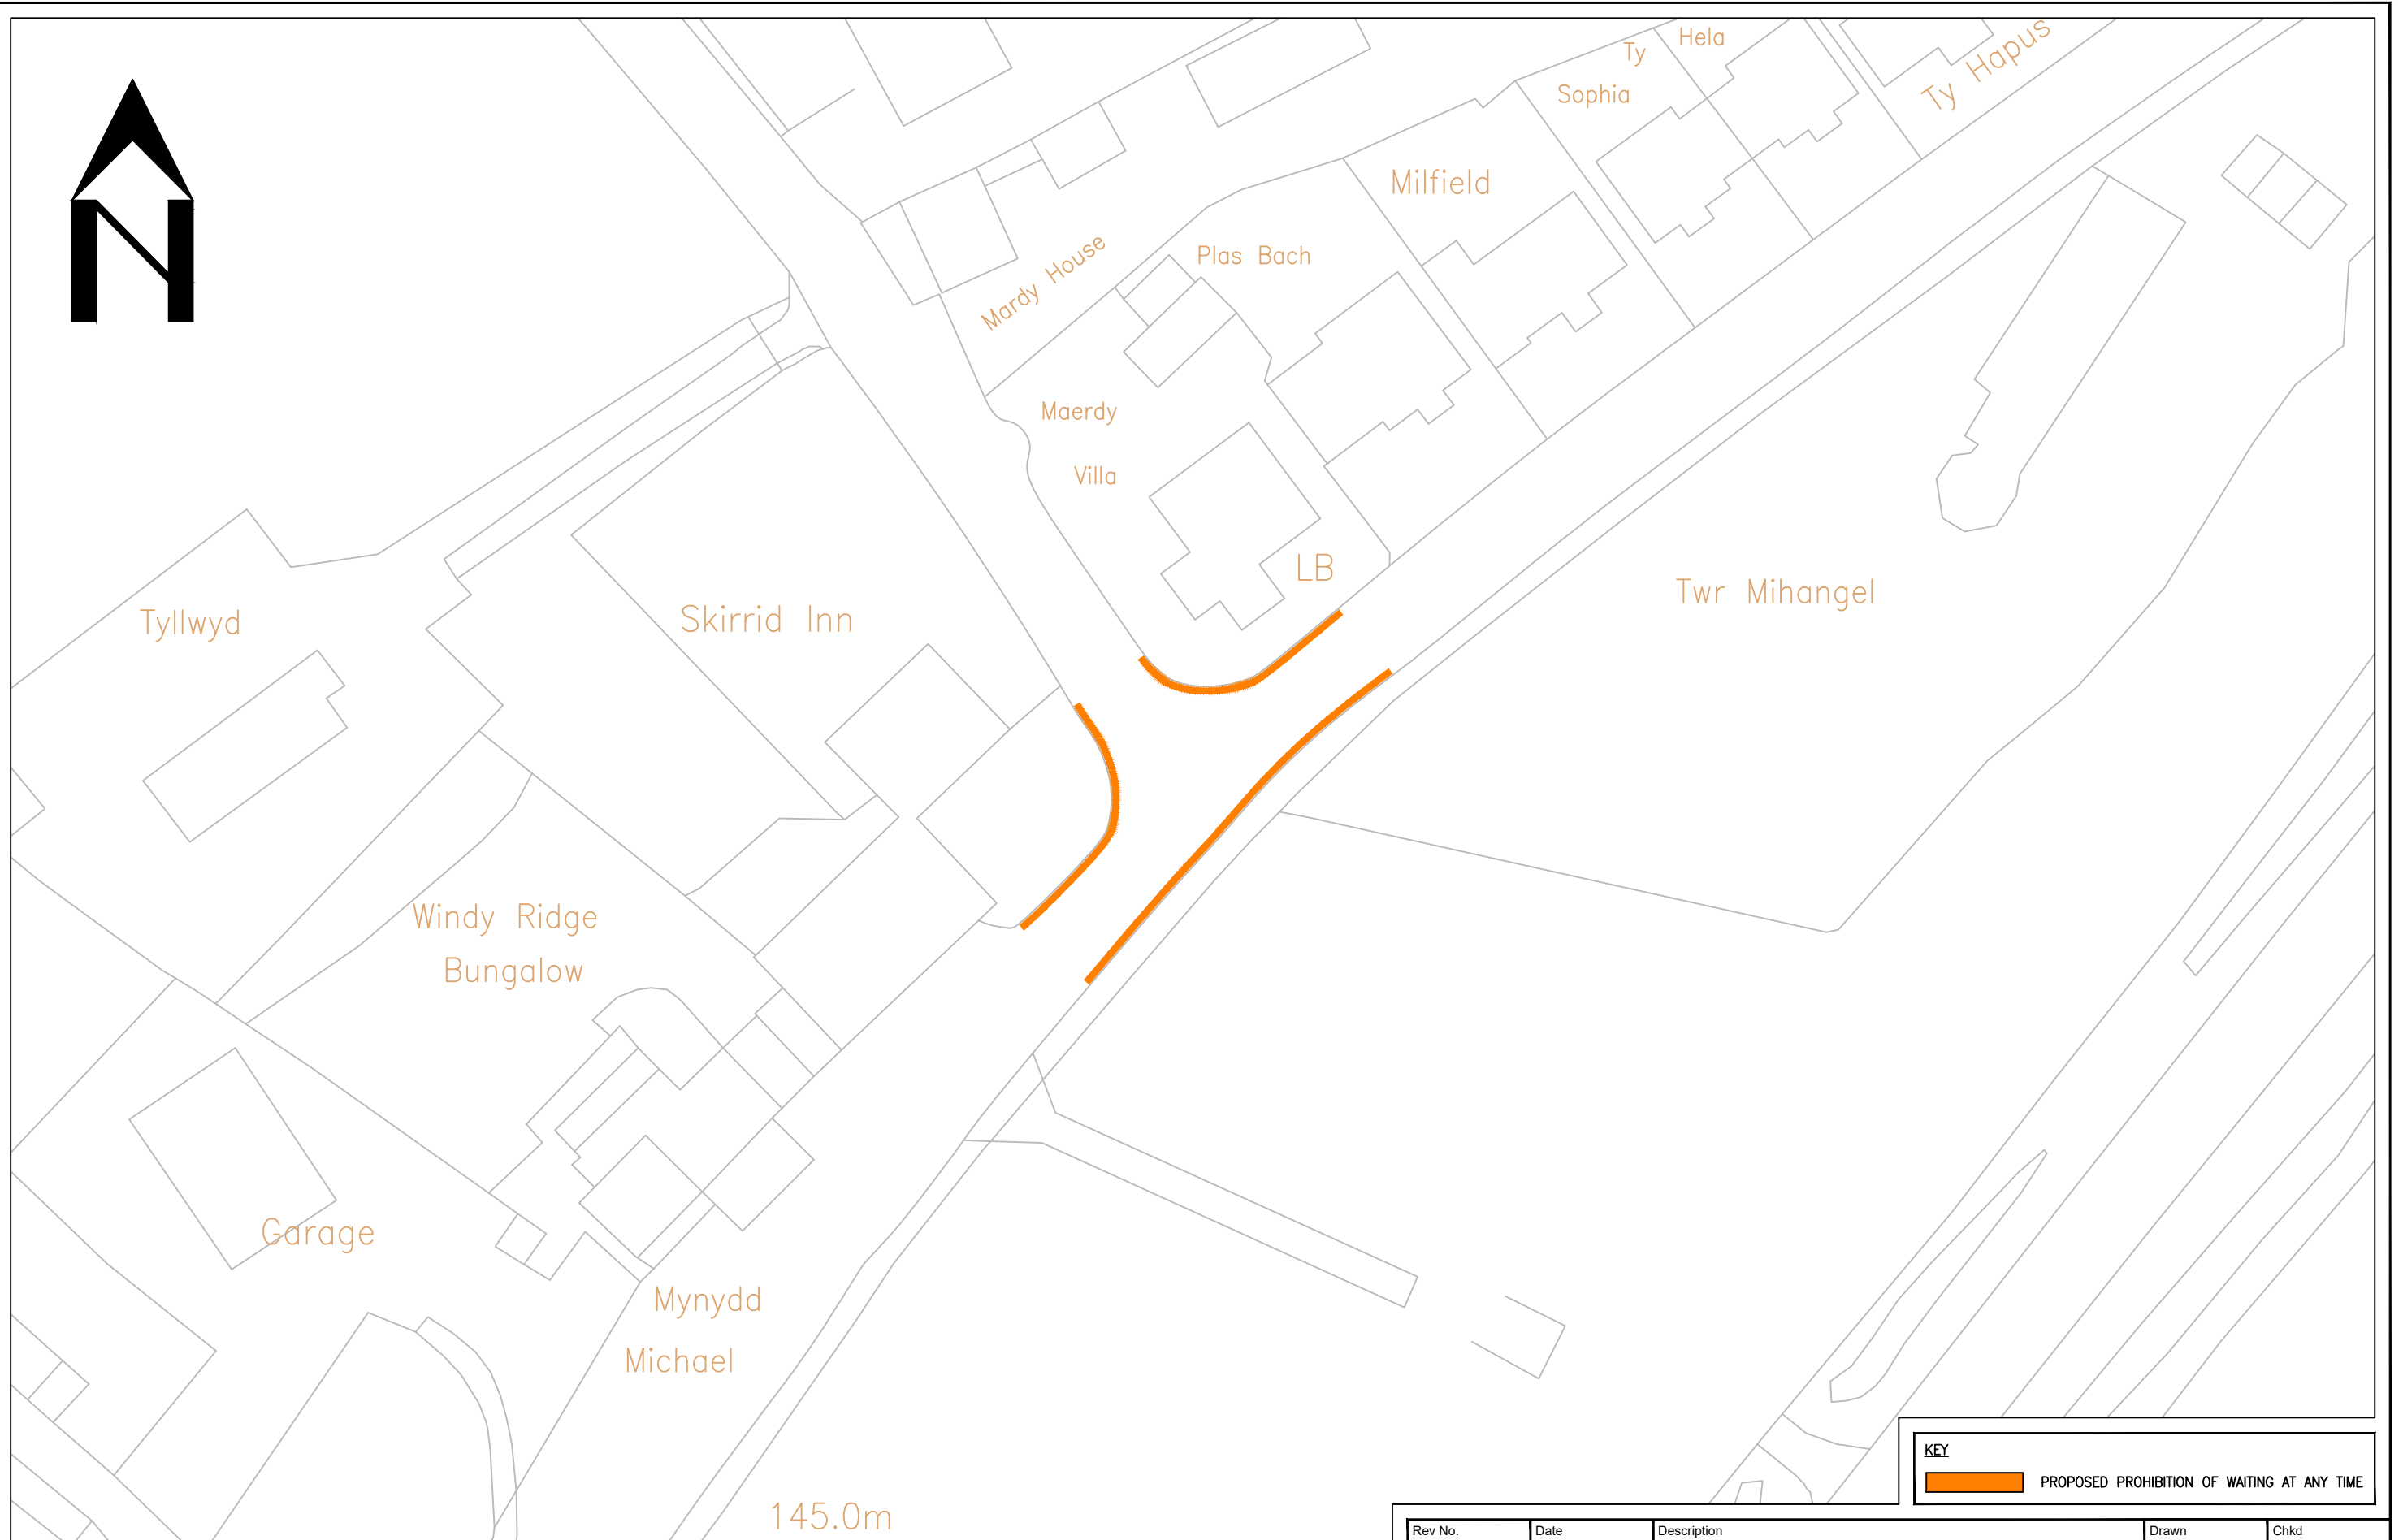 N
Ty
Hela
Ty Hapus
Sophia
Milfield
Mardy House
Plas Bach
Maerdy
Villa
LB
Tyllwyd
Skirrid Inn
Twr Mihangel
Windy Ridge
Bungalow
Garage
Mynydd
Michael
145.0m
KEY
PROPOSED PROHIBITION OF WAITING AT ANY TIME
Rev No. Date Description Drawn Chkd